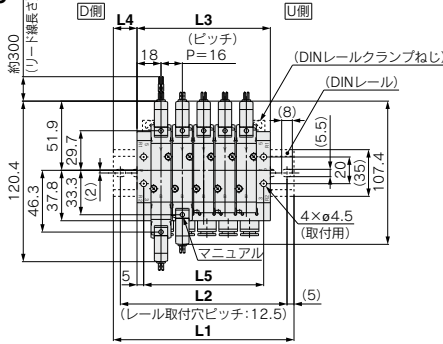 D側
U側
L4
L3
(ピッチ)
18
P=16
約300
(リード線長さ)
(DINレールクランプねじ)
(DINレール)
(8)
(5.5)
51.9
29.7
120.4
46.3
37.8
33.3
(2)
20
(35)
107.4
4×ø4.5
(取付用)
マニュアル
5
L5
L2
(5)
(レール取付穴ピッチ:12.5)
L1